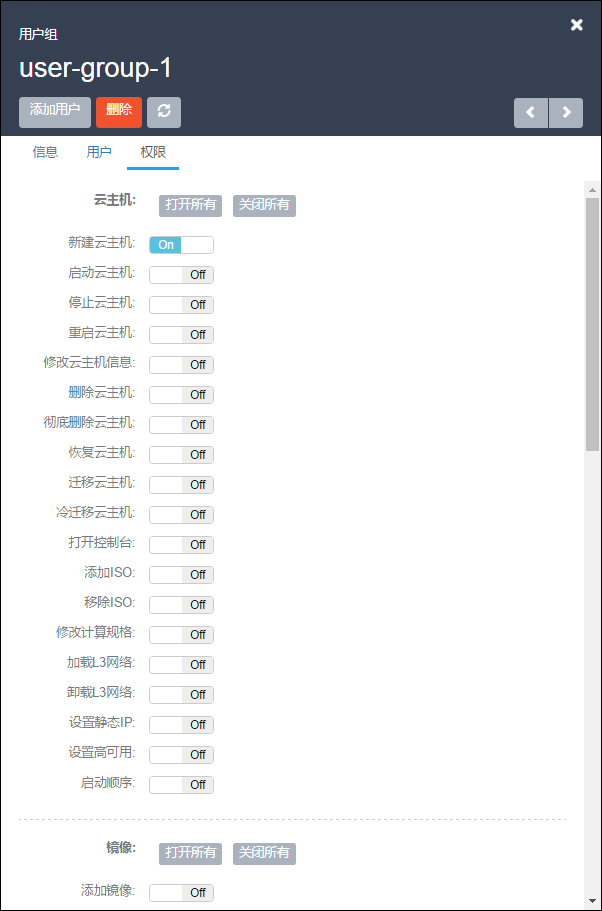 用户组
user-group-1
添加用户 删除
信息 用户 权限
云主机: 打开所有 关闭所有
新建云主机: On
启动云主机: Off
停止云主机: Off
重启云主机: Off
修改云主机信息: Off
删除云主机: Off
彻底删除云主机: Off
恢复云主机: Off
迁移云主机: Off
冷迁移云主机: Off
打开控制台: Off
添加ISO: Off
移除ISO: Off
修改计算规格: Off
加载L3网络: Off
卸载L3网络: Off
设置静态IP: Off
设置高可用: Off
启动顺序: Off
镜像: 打开所有 关闭所有
添加镜像: Off